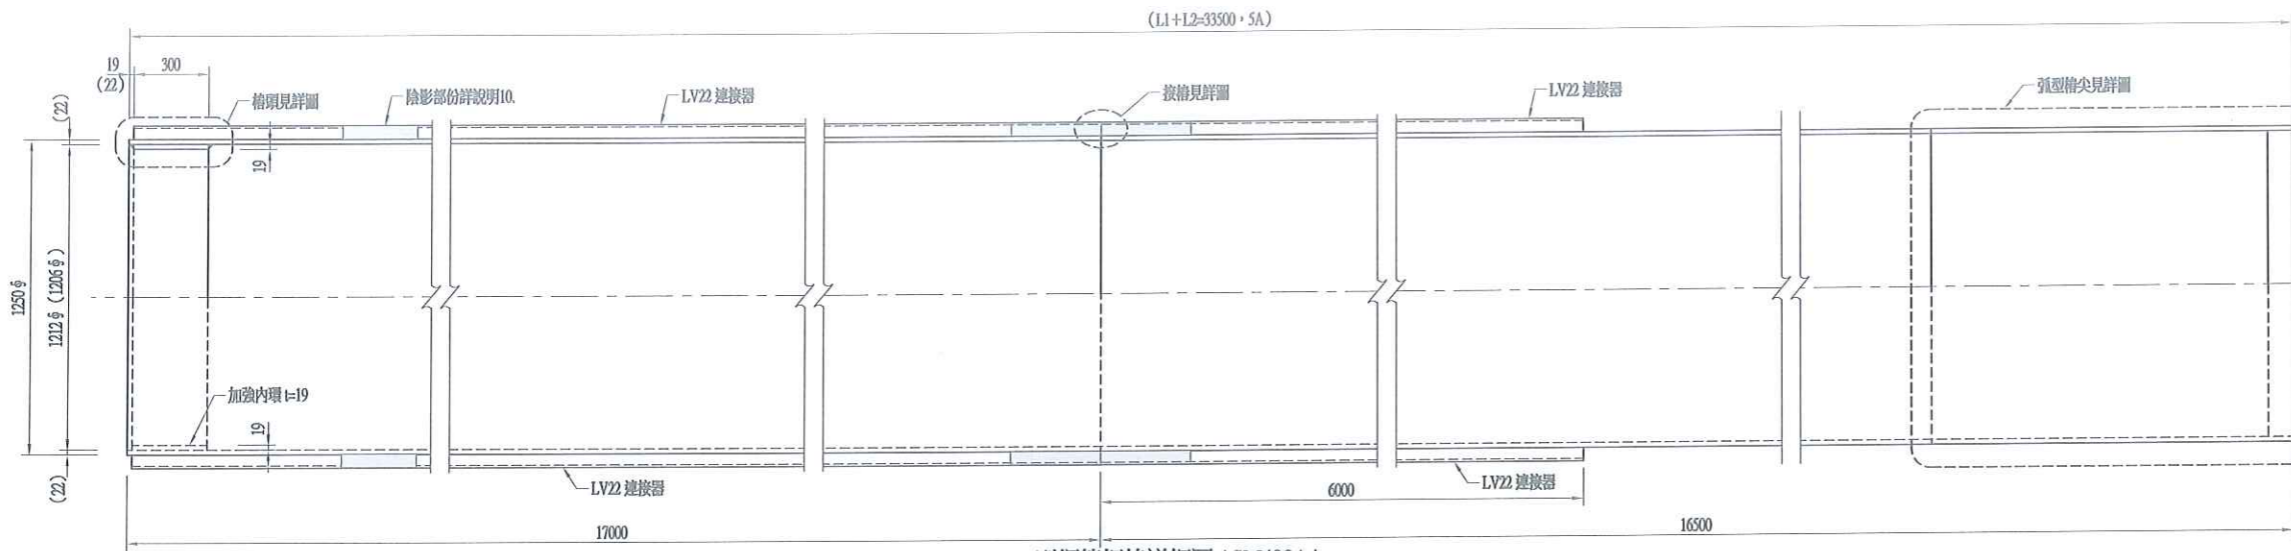 (L1+L2=33500，5A)
19
(22)
300
(22)
樁頭見詳圖
陰影部份詳說明10.
LV22 連接器
接樁見詳圖
LV22 連接器
弧型樁尖見詳圖
19
1250ϕ
1212ϕ (1206ϕ)
加強內環 t=19
19
(22)
LV22 連接器
LV22 連接器
6000
17000
16500